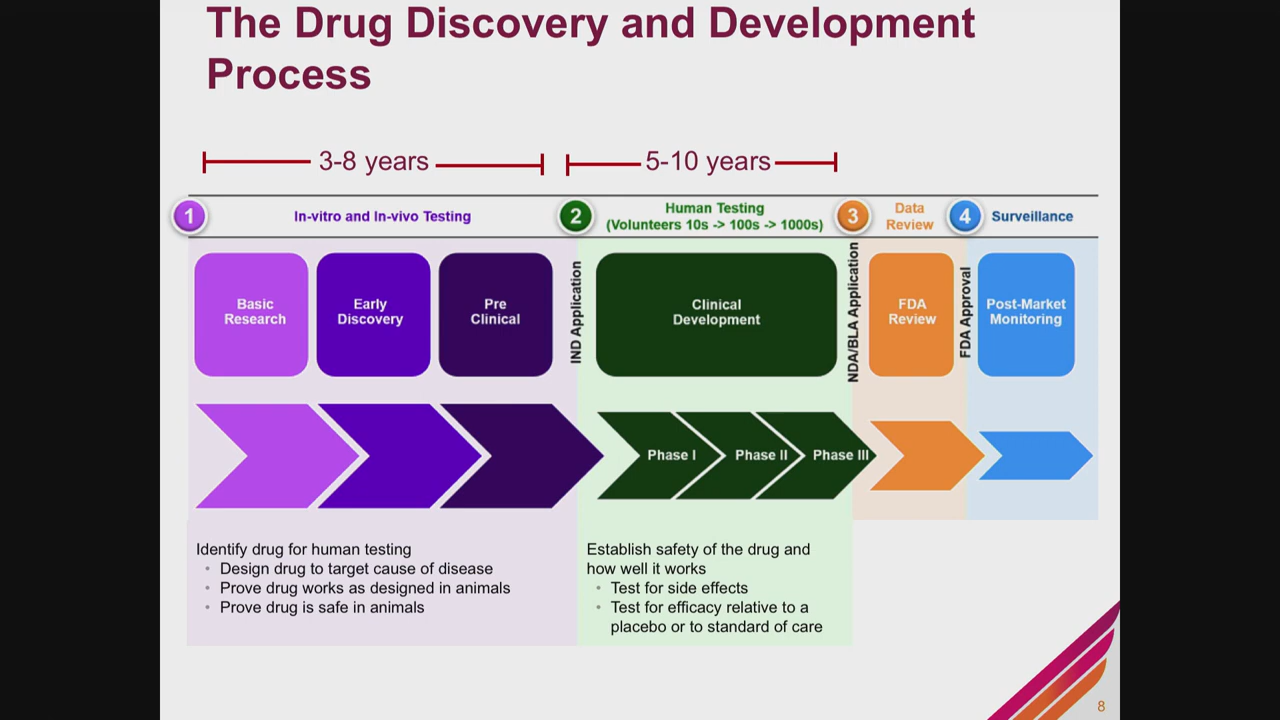 The Drug Discovery and Development
Process
3-8 years
5-10 years
1
In-vitro and In-vivo Testing
2
Human Testing
(Volunteers 10s -> 100s -> 1000s)
3
Data
Review
4
Surveillance
Basic
Research
Early
Discovery
Pre
Clinical
IND Application
Clinical
Development
NDA/BLA Application
FDA
Review
FDA Approval
Post-Market
Monitoring
Phase I
Phase II
Phase III
Identify drug for human testing
• Design drug to target cause of disease
• Prove drug works as designed in animals
• Prove drug is safe in animals
Establish safety of the drug and
how well it works
• Test for side effects
• Test for efficacy relative to a
placebo or to standard of care
8